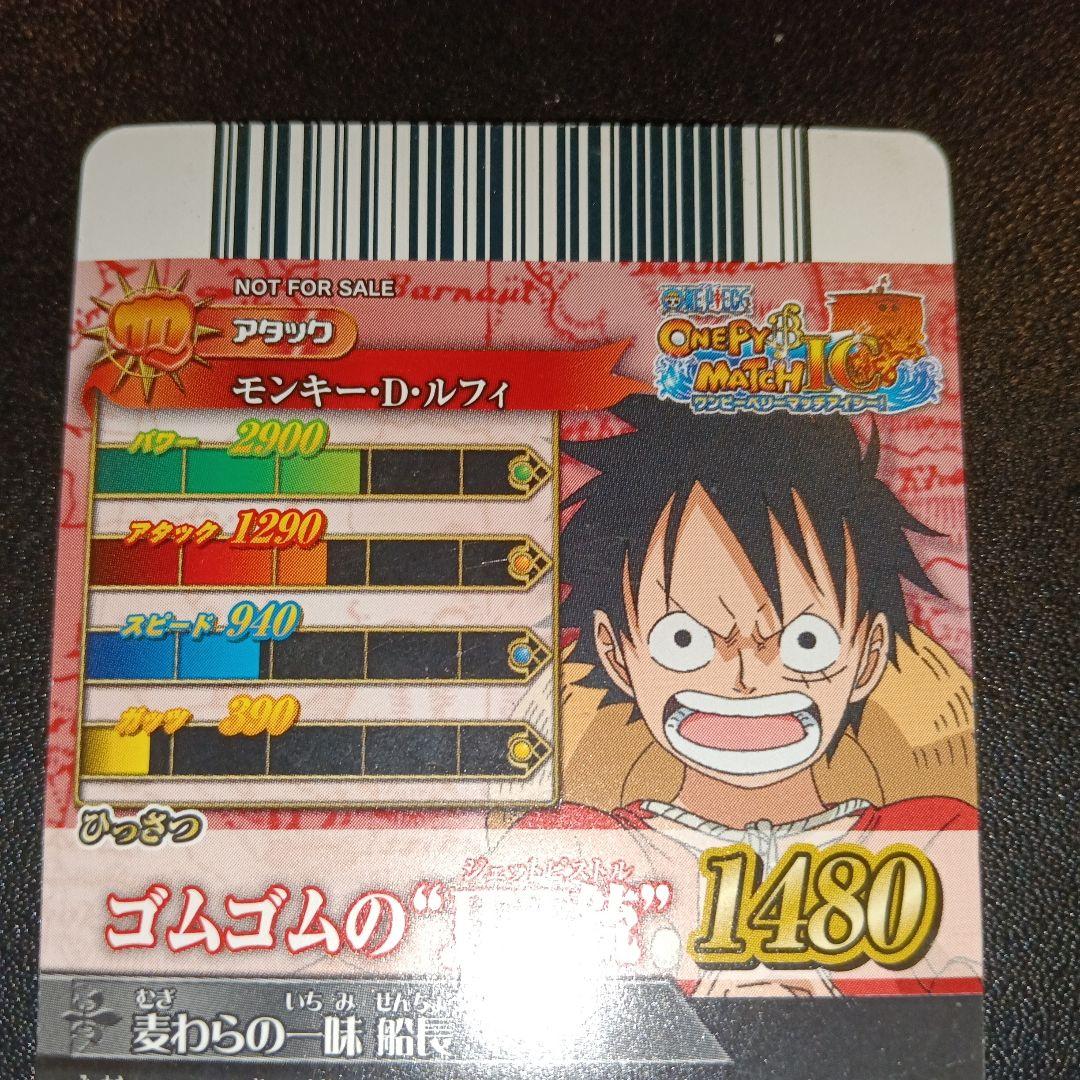 NOT FOR SALE
アタック
モンキー・D・ルフィ
Barnaut
ONE PIECE
ONEPY
MATCH IC
ワンピーベリーマッチアイシー!
パワー 2900
アタック 1290
スピード 940
ガッツ 390
ひっさつ
ジェットピストル
ゴムゴムの“ ” 1480
むぎ いちみ せんち
麦わらの一味 船長